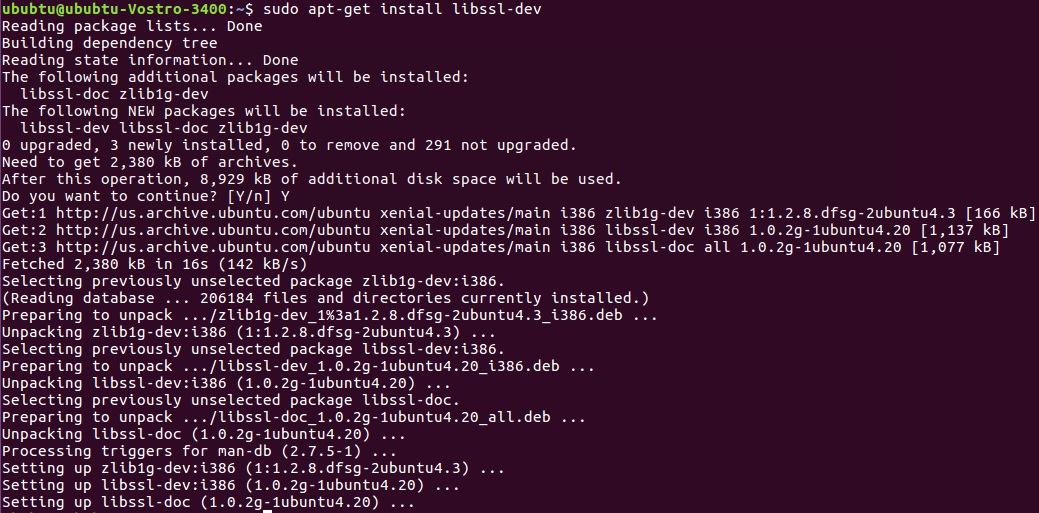 ububtu@ububtu-Vostro-3400:~$ sudo apt-get install libssl-dev
Reading package lists... Done
Building dependency tree
Reading state information... Done
The following additional packages will be installed:
  libssl-doc zlib1g-dev
The following NEW packages will be installed:
  libssl-dev libssl-doc zlib1g-dev
0 upgraded, 3 newly installed, 0 to remove and 291 not upgraded.
Need to get 2,380 kB of archives.
After this operation, 8,929 kB of additional disk space will be used.
Do you want to continue? [Y/n] Y
Get:1 http://us.archive.ubuntu.com/ubuntu xenial-updates/main i386 zlib1g-dev i386 1:1.2.8.dfsg-2ubuntu4.3 [166 kB]
Get:2 http://us.archive.ubuntu.com/ubuntu xenial-updates/main i386 libssl-dev i386 1.0.2g-1ubuntu4.20 [1,137 kB]
Get:3 http://us.archive.ubuntu.com/ubuntu xenial-updates/main i386 libssl-doc all 1.0.2g-1ubuntu4.20 [1,077 kB]
Fetched 2,380 kB in 16s (142 kB/s)
Selecting previously unselected package zlib1g-dev:i386.
(Reading database ... 206184 files and directories currently installed.)
Preparing to unpack .../zlib1g-dev_1%3a1.2.8.dfsg-2ubuntu4.3_i386.deb ...
Unpacking zlib1g-dev:i386 (1:1.2.8.dfsg-2ubuntu4.3) ...
Selecting previously unselected package libssl-dev:i386.
Preparing to unpack .../libssl-dev_1.0.2g-1ubuntu4.20_i386.deb ...
Unpacking libssl-dev:i386 (1.0.2g-1ubuntu4.20) ...
Selecting previously unselected package libssl-doc.
Preparing to unpack .../libssl-doc_1.0.2g-1ubuntu4.20_all.deb ...
Unpacking libssl-doc (1.0.2g-1ubuntu4.20) ...
Processing triggers for man-db (2.7.5-1) ...
Setting up zlib1g-dev:i386 (1:1.2.8.dfsg-2ubuntu4.3) ...
Setting up libssl-dev:i386 (1.0.2g-1ubuntu4.20) ...
Setting up libssl-doc (1.0.2g-1ubuntu4.20) ...